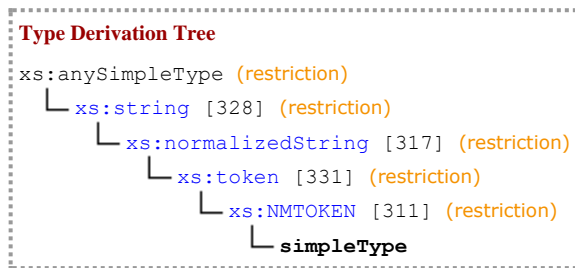 Type Derivation Tree
xs:anySimpleType (restriction)
xs:string [328] (restriction)
xs:normalizedString [317] (restriction)
xs:token [331] (restriction)
xs:NMTOKEN [311] (restriction)
simpleType